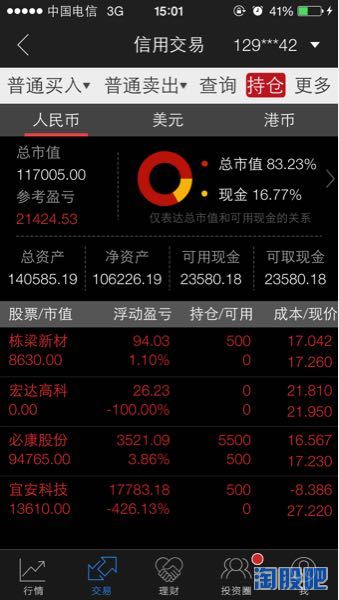 中国电信 3G 15:01 41%
信用交易 129***42
普通买入 普通卖出 查询 持仓 更多
人民币 美元 港币
总市值
117005.00
参考盈亏
21424.53
总市值 83.23%
现金 16.77%
仅表达总市值和可用现金的关系
总资产 净资产 可用现金 可取现金
140585.19 106226.19 23580.18 23580.18
股票/市值 浮动盈亏 持仓/可用 成本/现价
栋梁新材 94.03 500 17.042
8630.00 1.10% 0 17.260
宏达高科 26.23 0 21.810
0.00 -100.00% 0 21.950
必康股份 3521.09 5500 16.567
94765.00 3.86% 500 17.230
宜安科技 17783.18 500 -8.386
13610.00 -426.13% 0 27.220
行情 交易 理财 投资圈 我
淘股吧